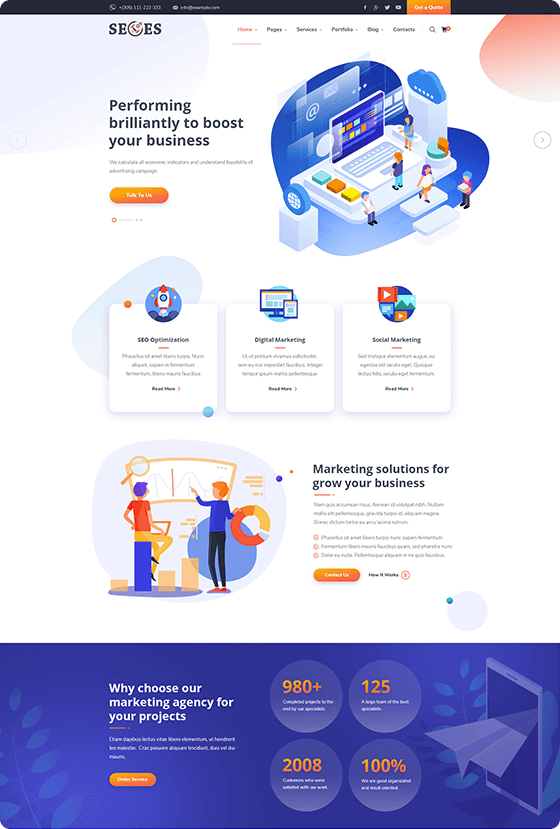 +(305) 111-222-333 info@example.com Get a Quote
SEOES
Home Pages Services Portfolio Blog Contacts
Performing
brilliantly to boost
your business
We calculate all economic indicators and understand feasibility of
advertising campaign
Talk To Us
SEO Optimization
Phasellus sit amet libero turpis. Nunc
aliquet, sapien in fermentum
fermentum, libero mauris faucibus
Read More
Digital Marketing
Ut ut pretium vivamus sollicitudin,
sem eu nisi imperdiet faucibus. Integer
tempor ipsum mattis pellentesque
Read More
Social Marketing
Sed tristique elementum augue, eu
egestas est iaculis eget. Quisque
lectus felis, iaculis eget fermentum.
Read More
Marketing solutions for
grow your business
Nam quis accumsan risus. Aenean id volutpat nibh. Nullam
mollis elit pellentesque, gravida turpis id, aliquam magna.
Donec dictum tortor eu arcu lacinia rutrum.
Phasellus sit amet libero turpis nunc sapien fermentum
Fermentum libero mauris faucibus quam, sed pharetra nunc
Dolar eu nulla. Pellentesque aliquam in mi quis faucibus.
Contact Us How It Works
Why choose our
marketing agency for
your projects
Etiam dapibus lectus vitae libero elementum, ut hendrerit
leo molestie. Cras posuere aliquam tincidunt, duis vel dui
mauris.
Order Service
980+
Completed projects to the
end by our specialists.
125
A large team of the best
specialists.
2008
Customers who were
satisfied with our work.
100%
We are good organizated
and result oriented.